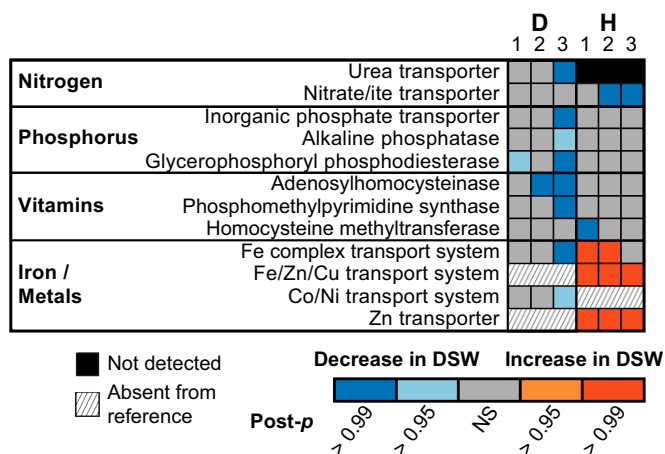 D H
1 2 3 1 2 3
Nitrogen
Urea transporter
Nitrate/ite transporter
Phosphorus
Inorganic phosphate transporter
Alkaline phosphatase
Glycerophosphoryl phosphodiesterase
Vitamins
Adenosylhomocysteinase
Phosphomethylpyrimidine synthase
Homocysteine methyltransferase
Iron /
Metals
Fe complex transport system
Fe/Zn/Cu transport system
Co/Ni transport system
Zn transporter
Not detected
Absent from
reference
Decrease in DSW Increase in DSW
Post-p
> 0.99 > 0.95 NS > 0.95 > 0.99